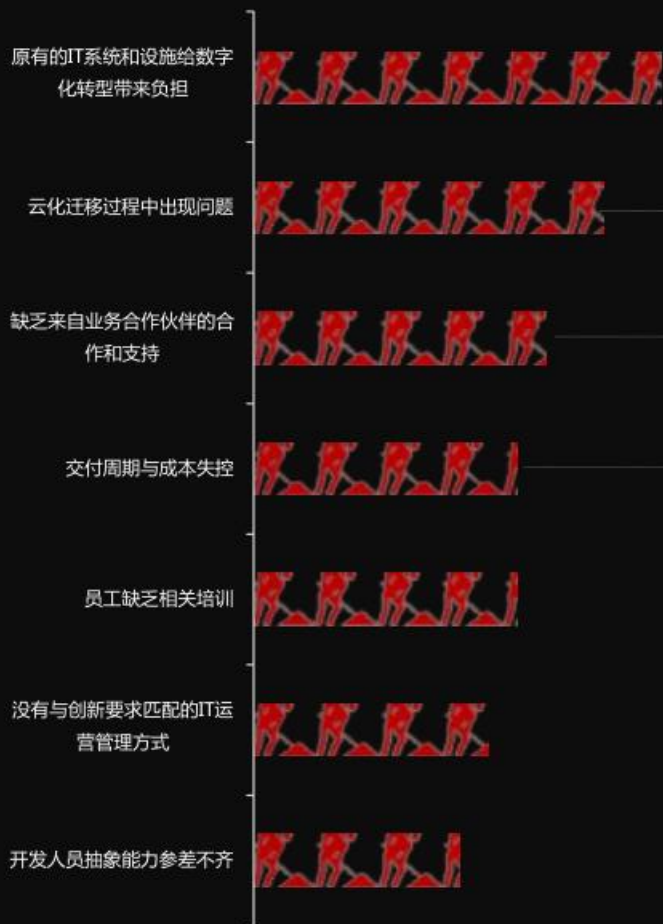 原有的IT系统和设施给数字
化转型带来负担
云化迁移过程中出现问题
缺乏来自业务合作伙伴的合
作和支持
交付周期与成本失控
员工缺乏相关培训
没有与创新要求匹配的IT运
营管理方式
开发人员抽象能力参差不齐